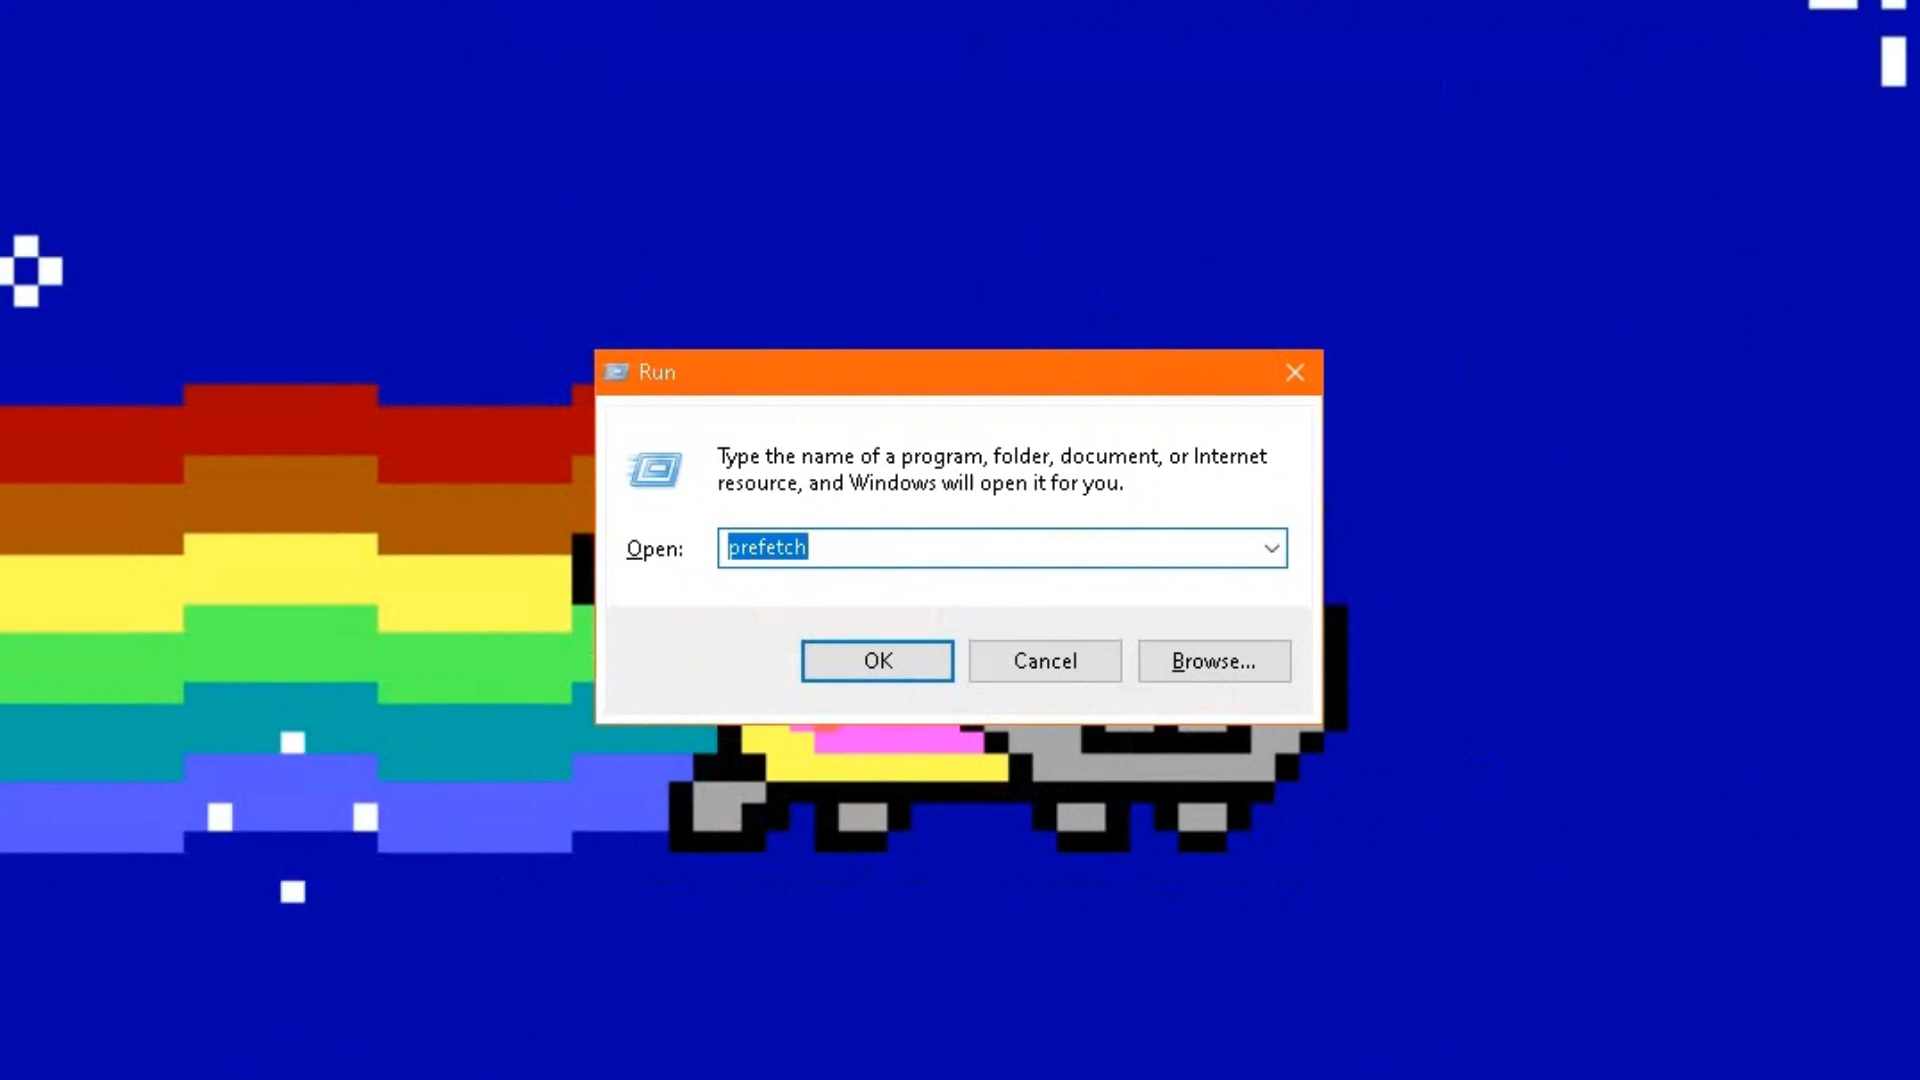 Run
Type the name of a program, folder, document, or Internet
resource, and Windows will open it for you.
Open:
prefetch
OK
Cancel
Browse...